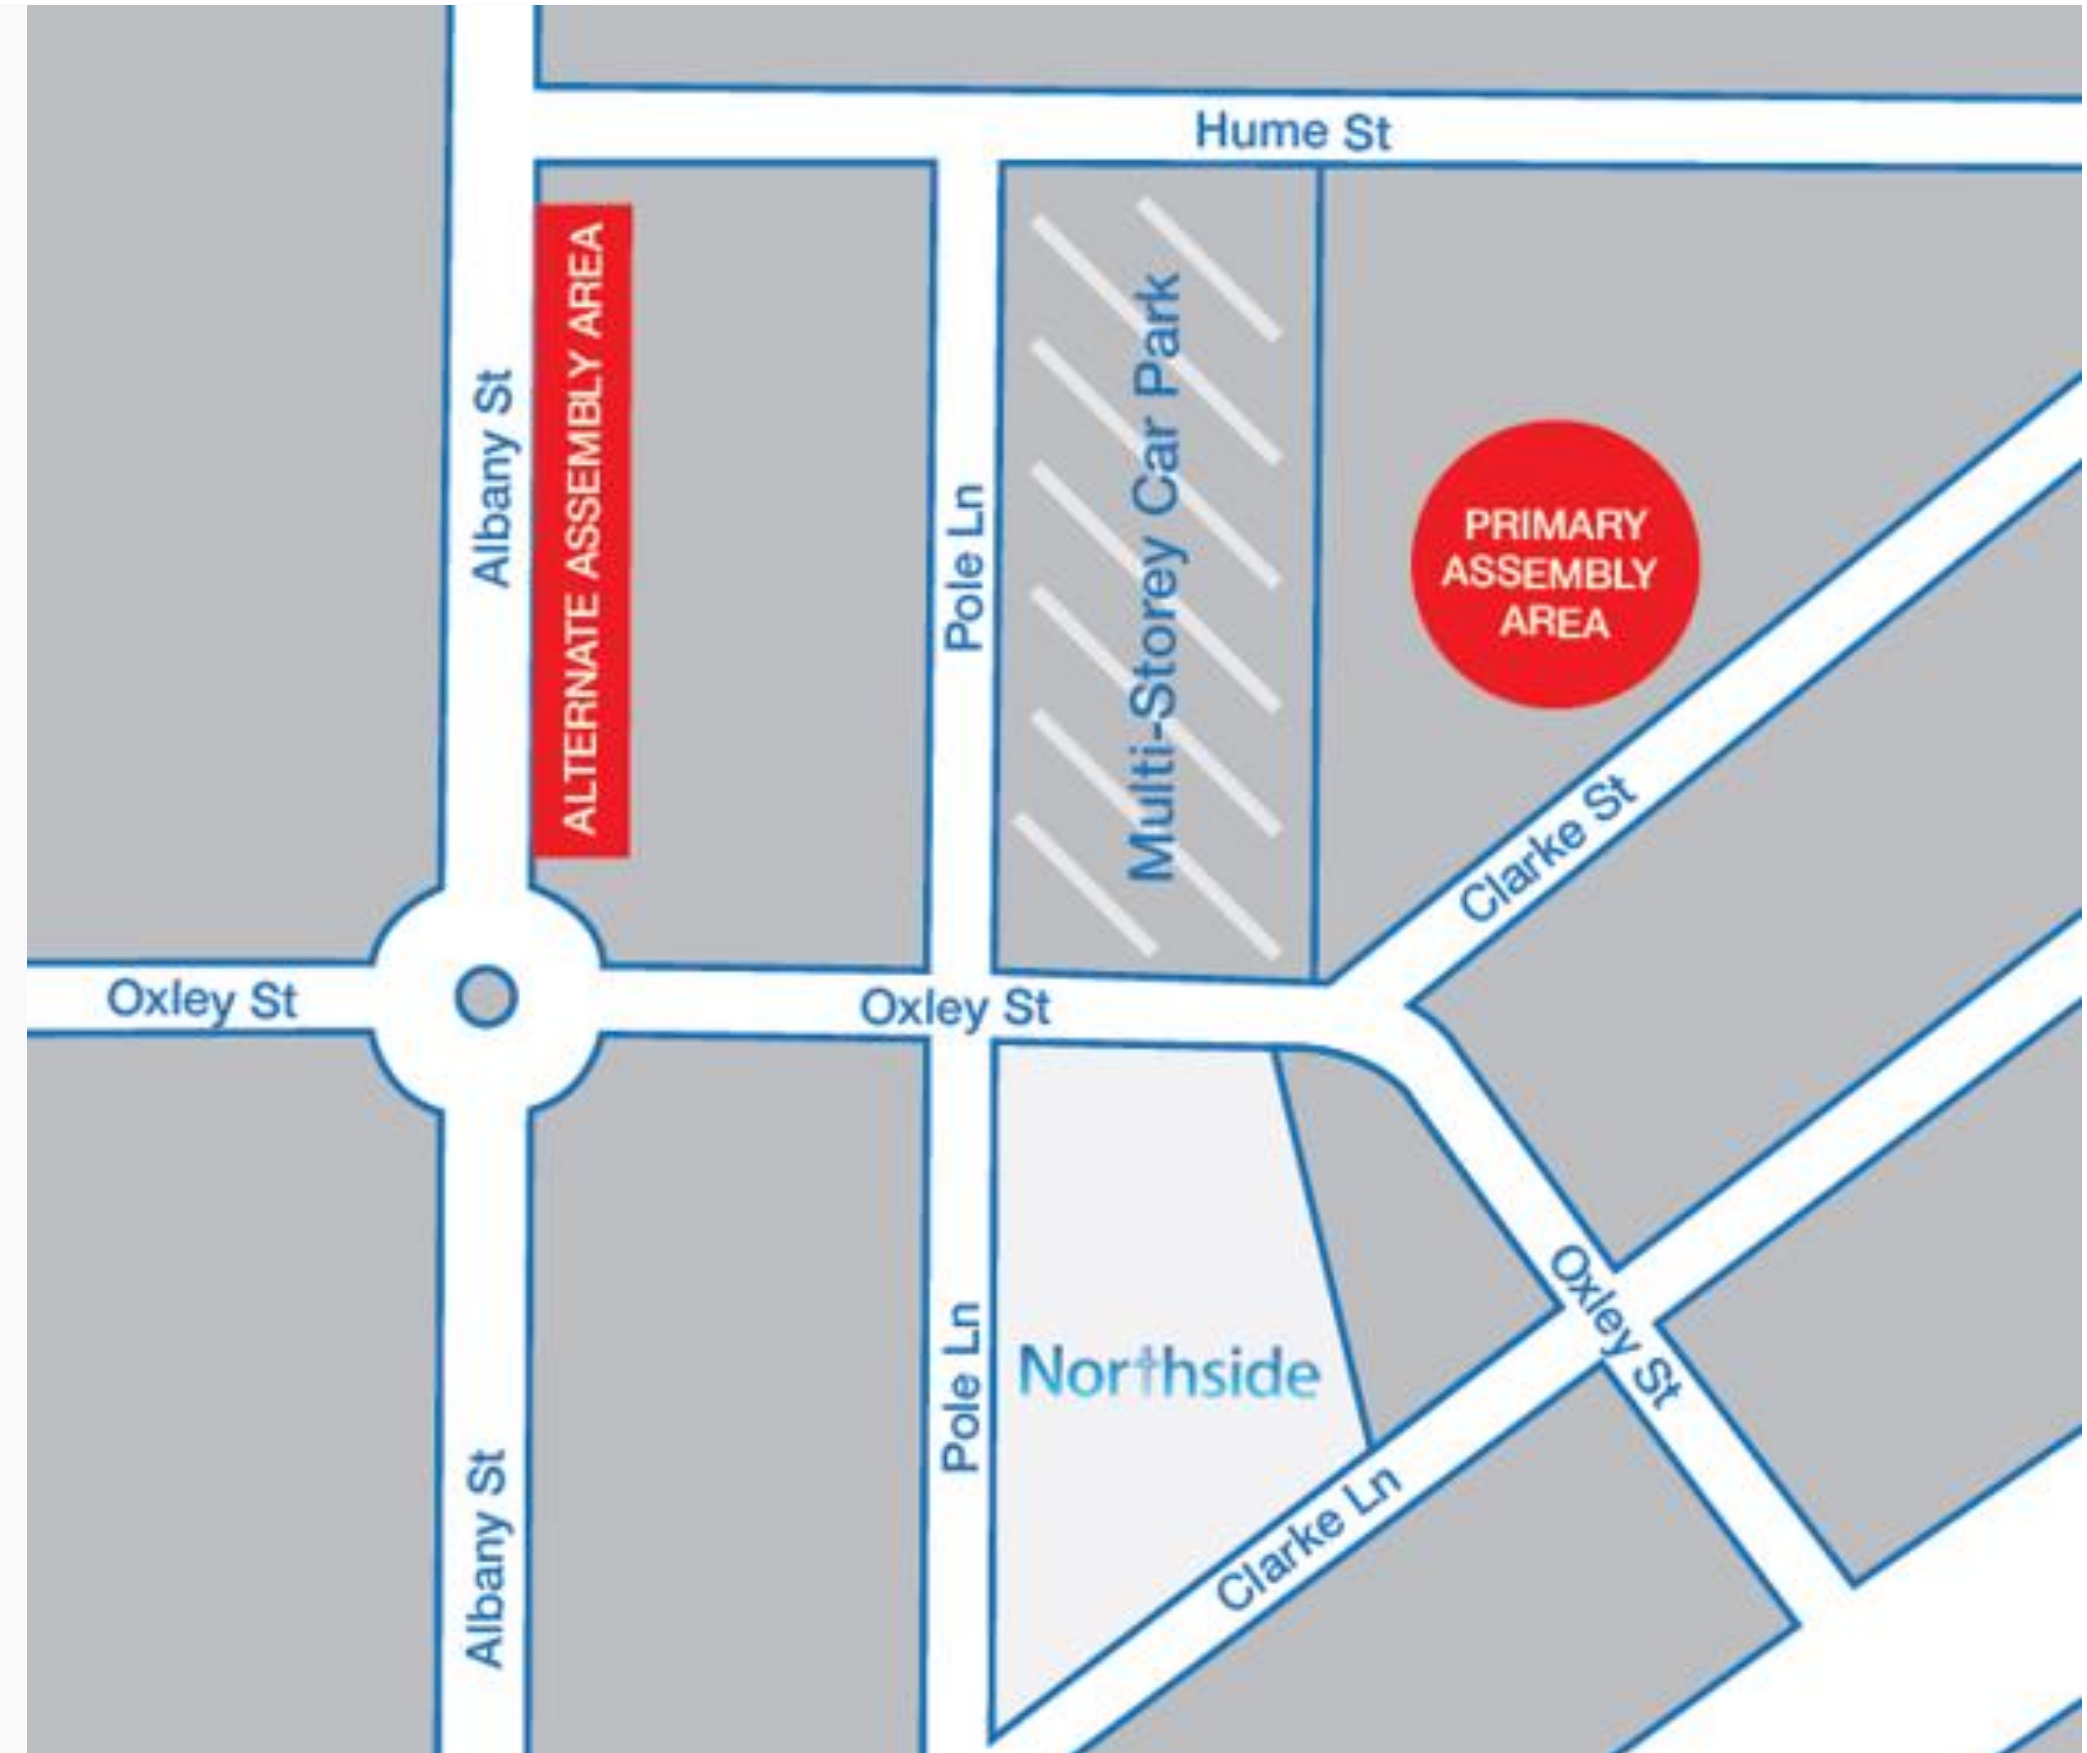 Hume St
ALTERNATE ASSEMBLY AREA
Albany St
Pole Ln
Multi-Storey Car Park
PRIMARY
ASSEMBLY
AREA
Clarke St
Oxley St
Oxley St
Oxley St
Northside
Pole Ln
Albany St
Clarke Ln